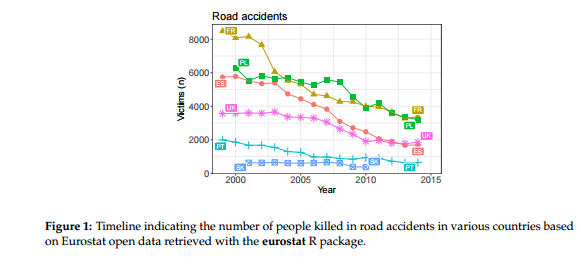 Road accidents
Victims (n)
8000
6000
4000
2000
0
FR
PL
ES
UK
PT
SK
FR
PL
UK
ES
SK
PT
2000
2005
2010
2015
Year
Figure 1: Timeline indicating the number of people killed in road accidents in various countries based
on Eurostat open data retrieved with the eurostat R package.